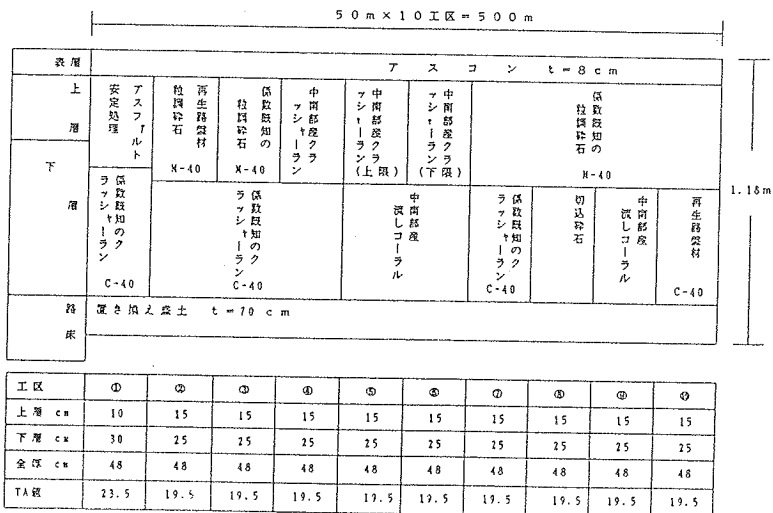 50m×10工区=500m
表層
アスコン t=8cm
上層
アスファルト安定処理
再生路盤材粒調砕石 M-40
係数既知の粒調砕石 M-40
中南部産クラッシャーラン
中南部産クラッシャーラン(上限)
中南部産クラッシャーラン(下限)
係数既知の粒調砕石 M-40
1.18m
下層
係数既知のクラッシャーラン C-40
係数既知のクラッシャーラン C-40
中南部産流しコーラル
係数既知のクラッシャーラン C-40
切込砕石
中南部産流しコーラル
再生路盤材 C-40
路床
置き換え盛土 t=70cm
工区 ① ② ③ ④ ⑤ ⑥ ⑦ ⑧ ⑨ ⑩
上層 cm 10 15 15 15 15 15 15 15 15 15
下層 cm 30 25 25 25 25 25 25 25 25 25
全厚 cm 48 48 48 48 48 48 48 48 48 48
TA値 23.5 19.5 19.5 19.5 19.5 19.5 19.5 19.5 19.5 19.5